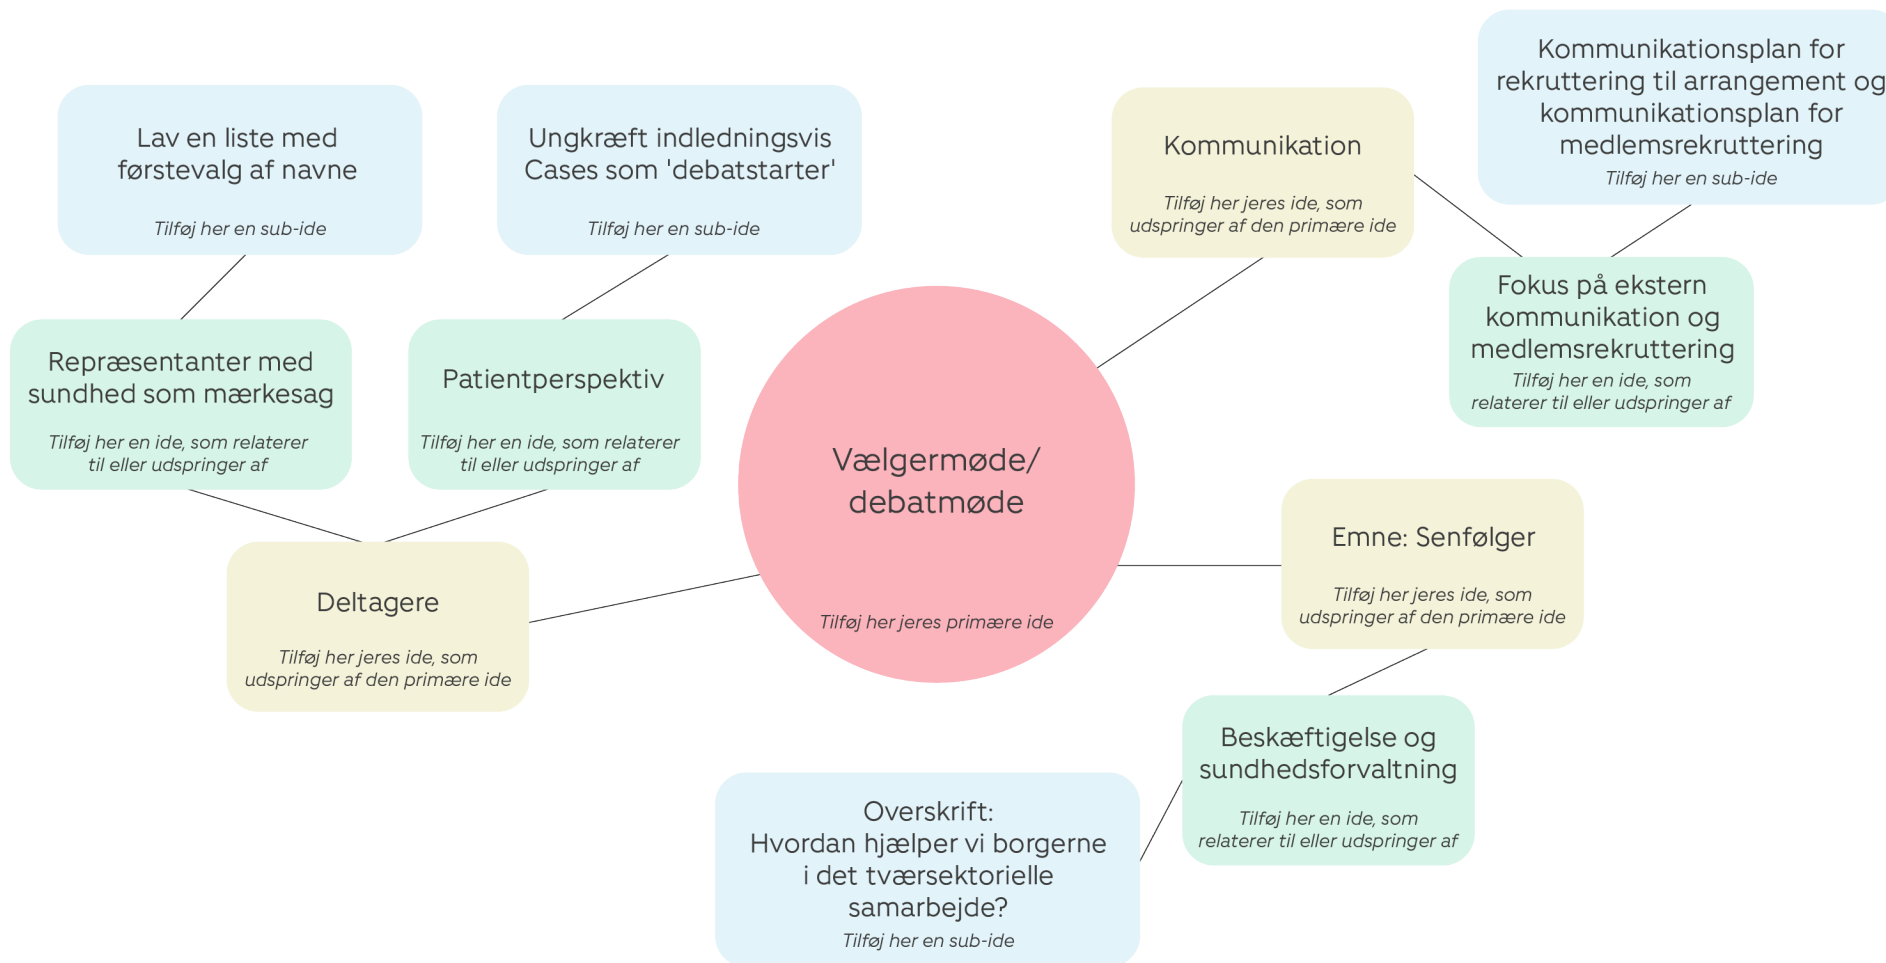 Lav en liste med
førstevalg af navne
Tilføj her en sub-ide
Ungkræft indledningsvis
Cases som 'debatstarter'
Tilføj her en sub-ide
Kommunikation
Tilføj her jeres ide, som
udspringer af den primære ide
Kommunikationsplan for
rekruttering til arrangement og
kommunikationsplan for
medlemsrekruttering
Tilføj her en sub-ide
Repræsentanter med
sundhed som mærkesag
Tilføj her en ide, som relaterer
til eller udspringer af
Patientperspektiv
Tilføj her en ide, som relaterer
til eller udspringer af
Fokus på ekstern
kommunikation og
medlemsrekruttering
Tilføj her en ide, som
relaterer til eller udspringer af
Vælgermøde/
debatmøde
Tilføj her jeres primære ide
Emne: Senfølger
Tilføj her jeres ide, som
udspringer af den primære ide
Deltagere
Tilføj her jeres ide, som
udspringer af den primære ide
Beskæftigelse og
sundhedsforvaltning
Tilføj her en ide, som
relaterer til eller udspringer af
Overskrift:
Hvordan hjælper vi borgerne
i det tværsektorielle
samarbejde?
Tilføj her en sub-ide